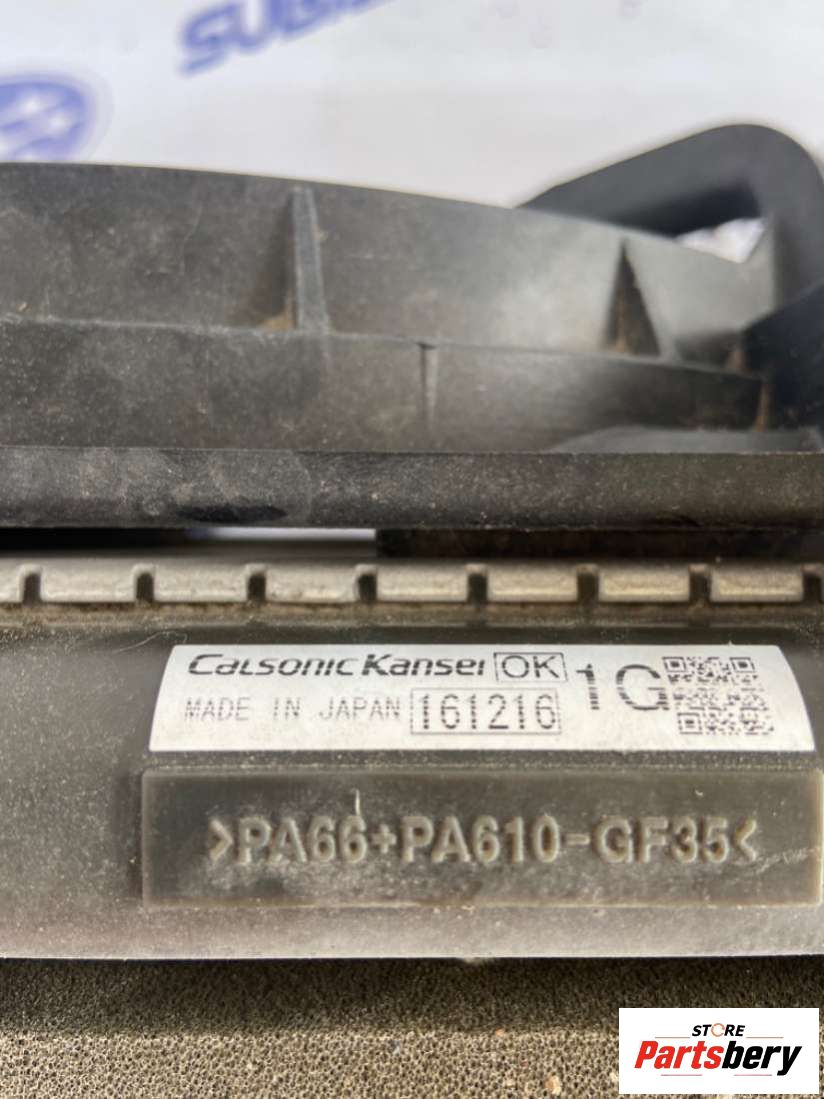 CALSONIC KANSEI OK 1G
MADE IN JAPAN 161216
>PA66+PA610-GF35<
STORE
Partsbery